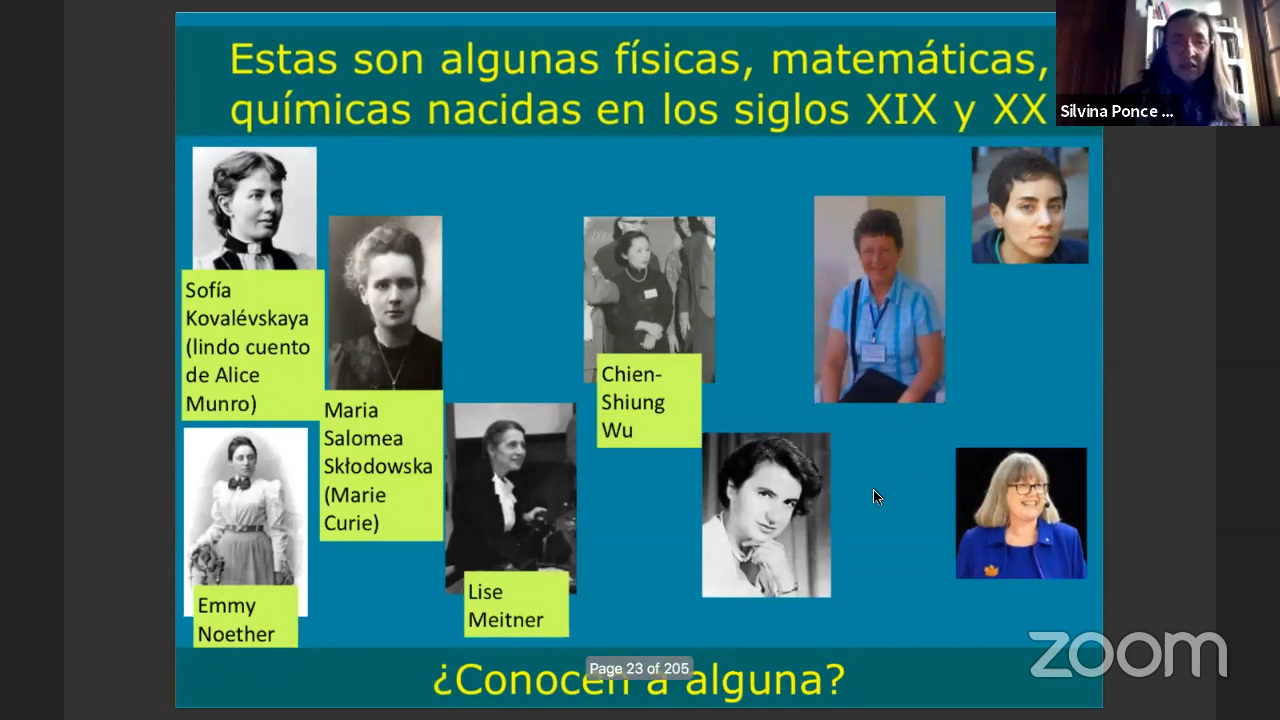 Estas son algunas físicas, matemáticas,
químicas nacidas en los siglos XIX y XX
Silvina Ponce ...
Sofía
Kovalévskaya
(lindo cuento
de Alice
Munro)
Maria
Salomea
Skłodowska
(Marie
Curie)
Chien-
Shiung
Wu
Emmy
Noether
Lise
Meitner
¿Conocen a alguna?
Page 23 of 205
zoom